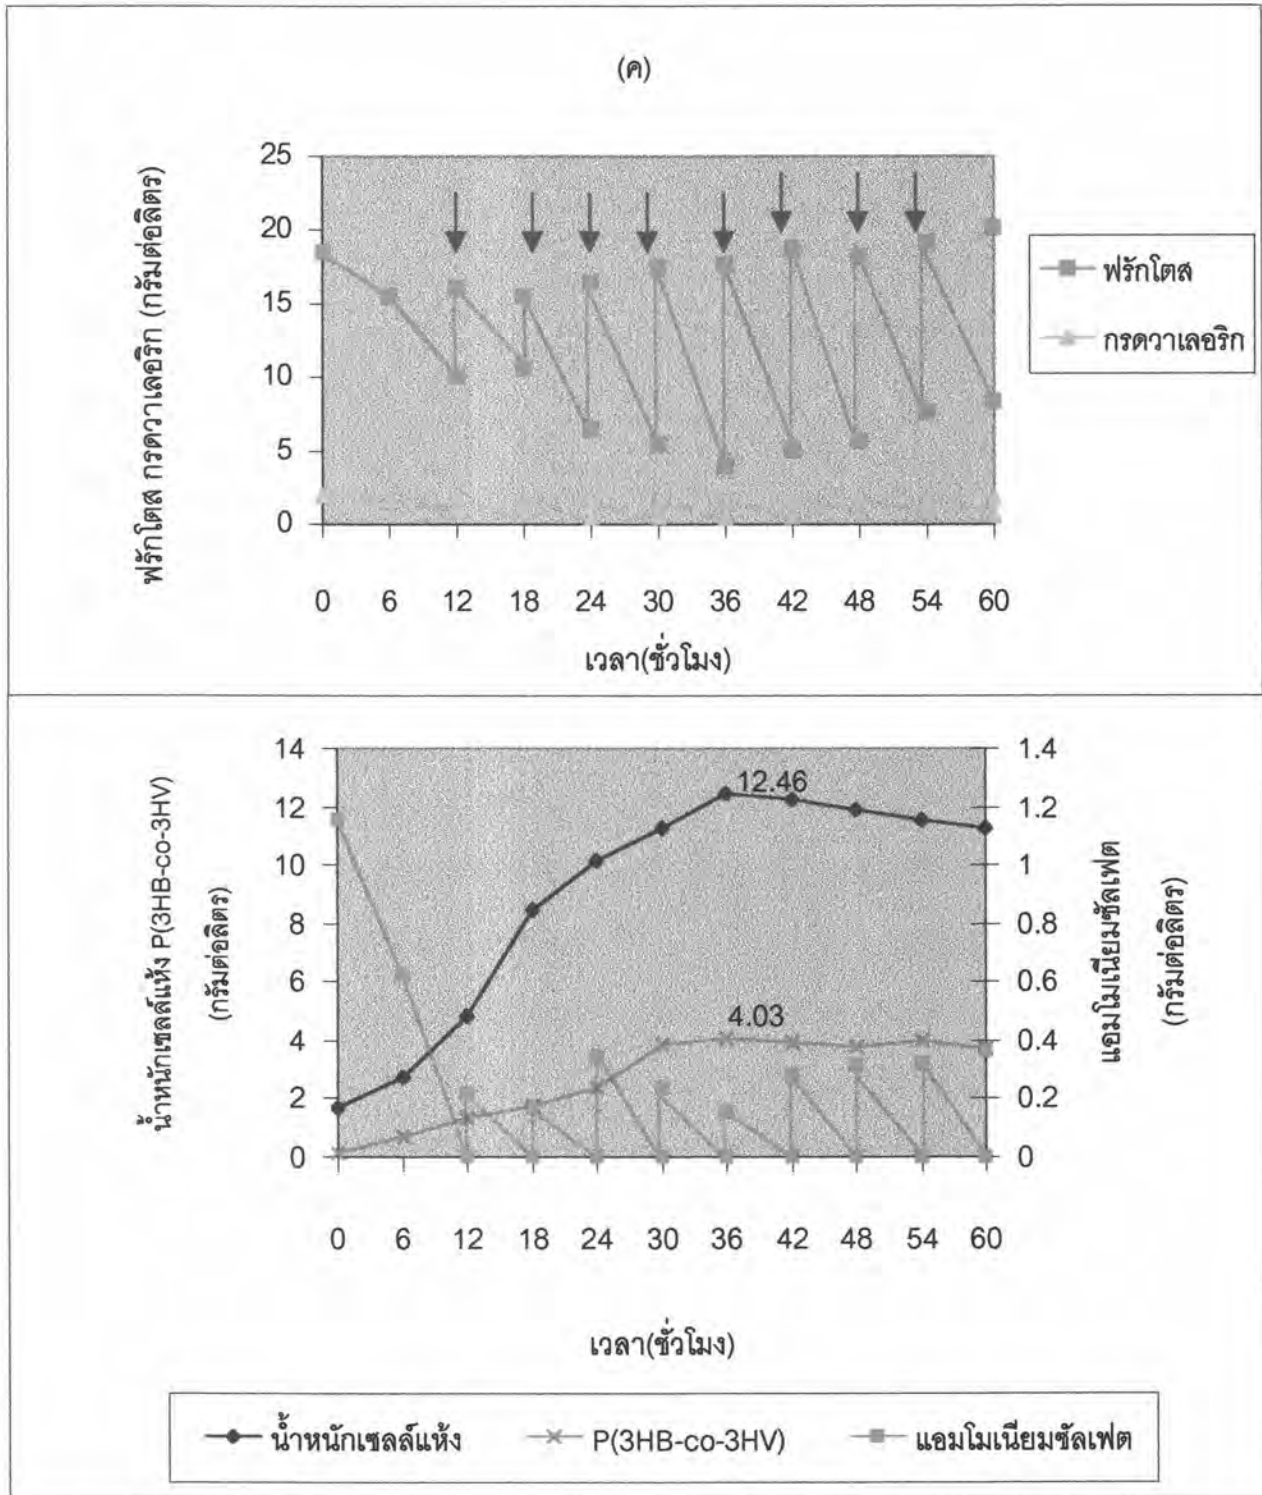 (ค)
ฟรักโตส กรดวาเลอริก (กรัมต่อลิตร)
25
20
15
10
5
0
0 6 12 18 24 30 36 42 48 54 60
เวลา(ชั่วโมง)
ฟรักโตส
กรดวาเลอริก
น้ำหนักเซลล์แห้ง P(3HB-co-3HV)
(กรัมต่อลิตร)
14
12
10
8
6
4
2
0
12.46
4.03
1.4
1.2
1
0.8
0.6
0.4
0.2
0
แอมโมเนียมซัลเฟต
(กรัมต่อลิตร)
0 6 12 18 24 30 36 42 48 54 60
เวลา(ชั่วโมง)
น้ำหนักเซลล์แห้ง P(3HB-co-3HV) แอมโมเนียมซัลเฟต